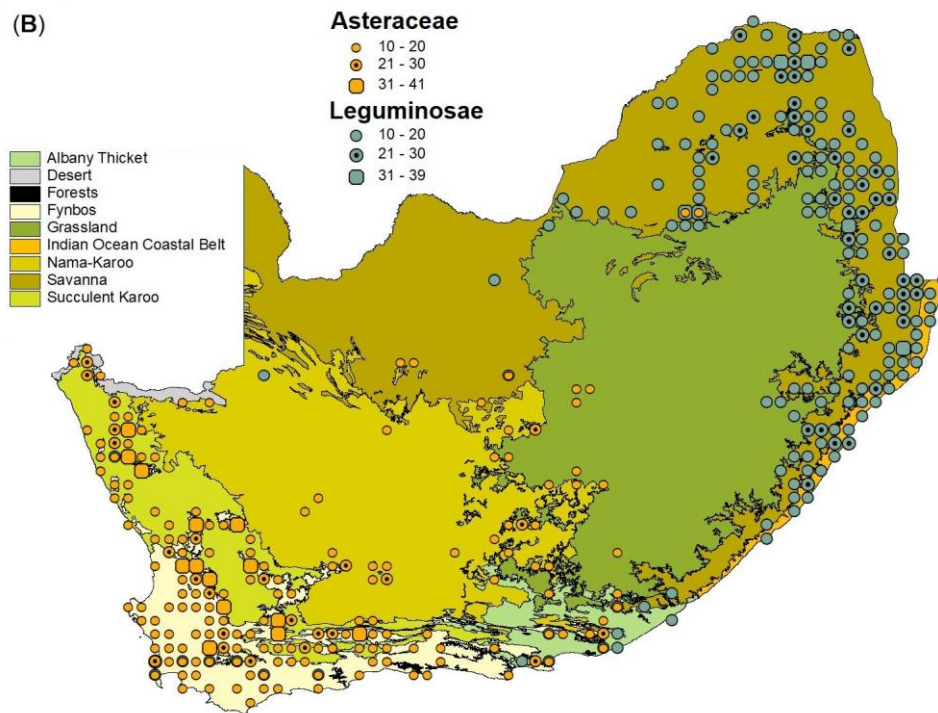 (B)
Asteraceae
10 - 20
21 - 30
31 - 41
Leguminosae
10 - 20
21 - 30
31 - 39
Albany Thicket
Desert
Forests
Fynbos
Grassland
Indian Ocean Coastal Belt
Nama-Karoo
Savanna
Succulent Karoo